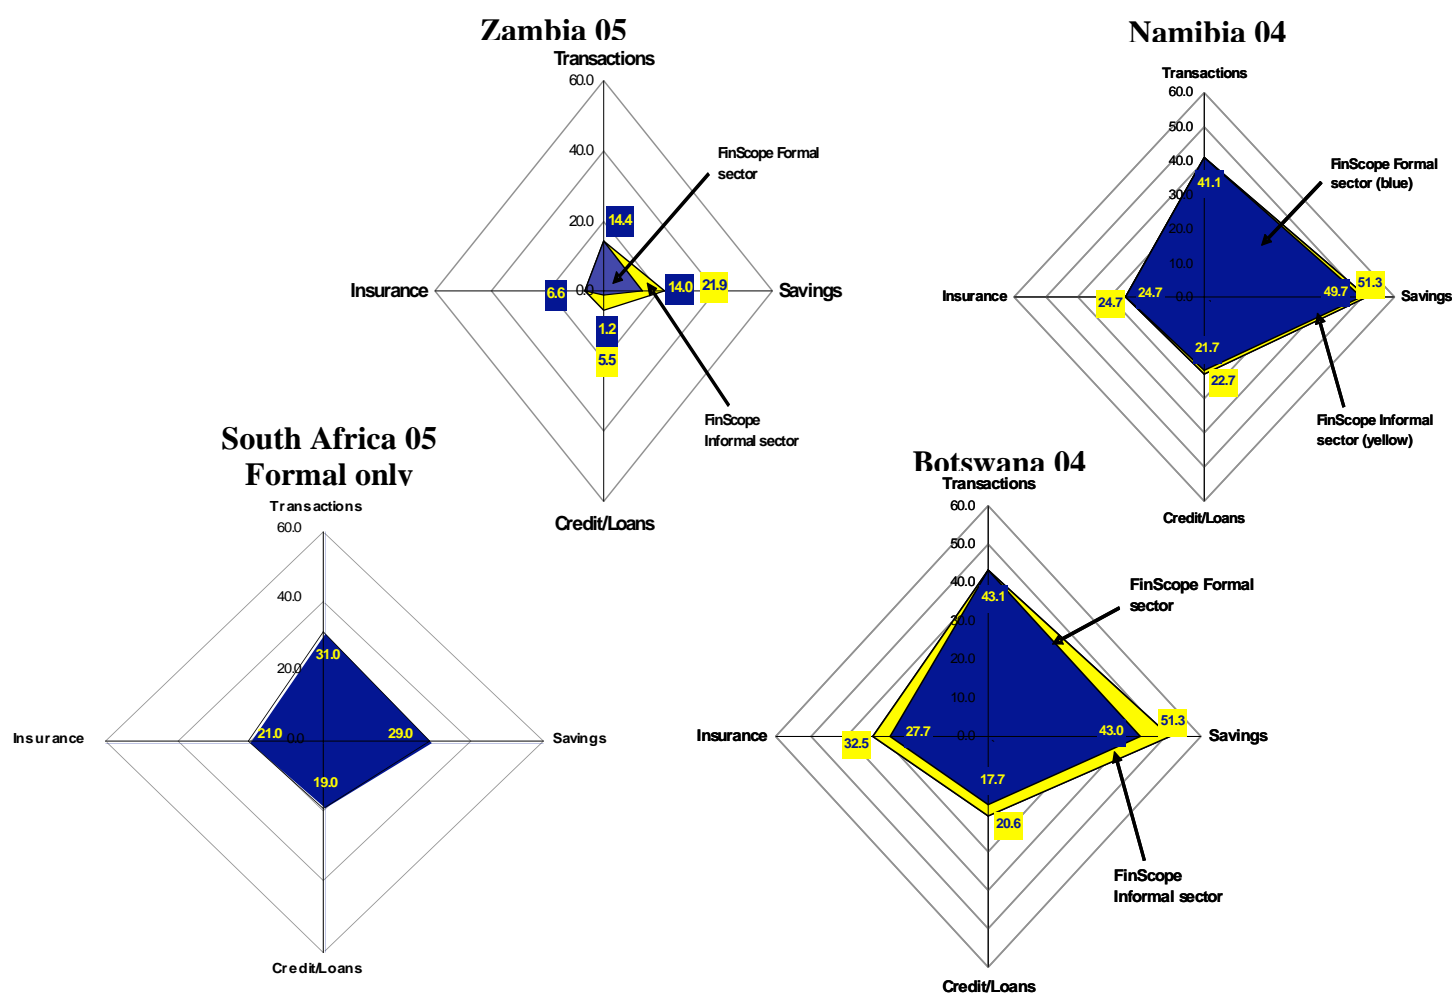 Zambia 05
Transactions
60.0
40.0
FinScope Formal
sector
20.0
14.4
Insurance
6.6
0.0
14.0
21.9
Savings
1.2
5.5
FinScope
Informal sector
Credit/Loans
Namibia 04
Transactions
60.0
50.0
40.0
FinScope Formal
sector (blue)
41.1
30.0
20.0
10.0
Insurance
24.7
24.7
0.0
49.7
51.3
Savings
21.7
22.7
FinScope Informal
sector (yellow)
Credit/Loans
South Africa 05
Formal only
Transactions
60.0
40.0
31.0
20.0
Insurance
21.0
0.0
29.0
Savings
19.0
Credit/Loans
Botswana 04
Transactions
60.0
50.0
40.0
FinScope Formal
sector
43.1
30.0
20.0
10.0
Insurance
32.5
27.7
0.0
43.0
51.3
Savings
17.7
20.6
FinScope
Informal sector
Credit/Loans